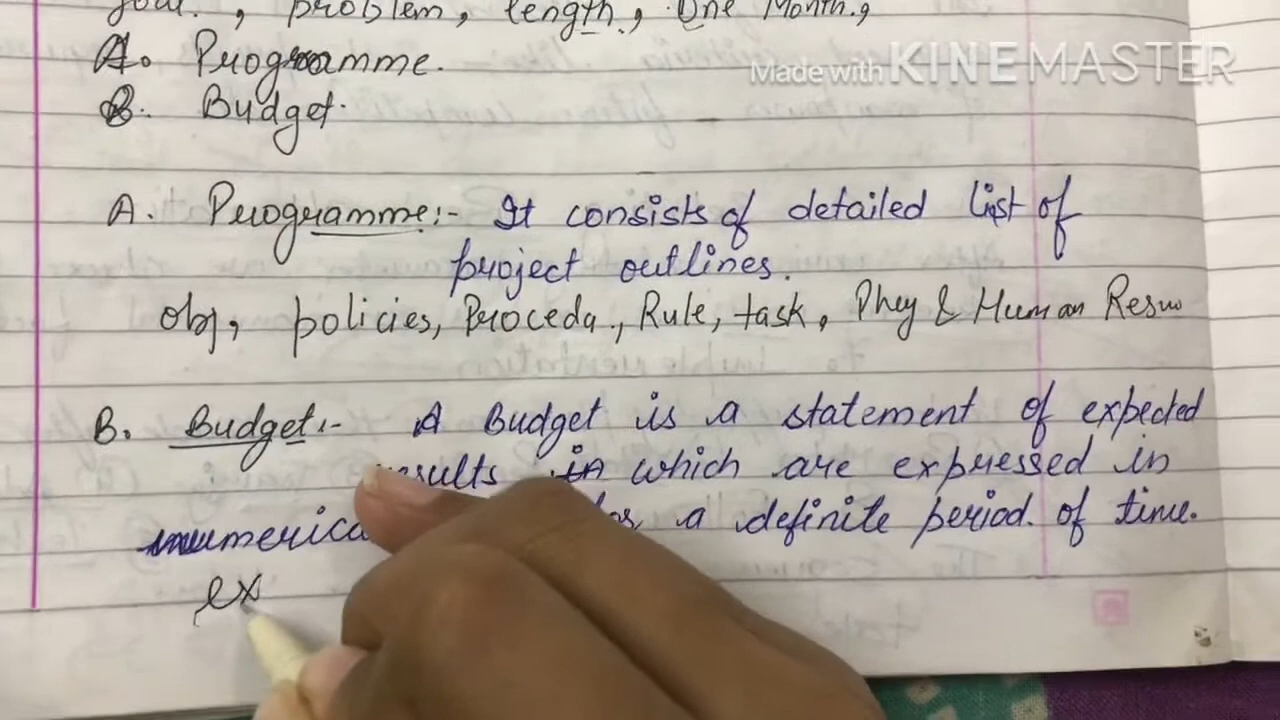 goal., problem, length, One Month.,
Made with KINEMASTER
A. Programme.
B. Budget.
A. Programme:- It consists of detailed list of
project outlines.
obj, policies, Proceda., Rule, task, Phey & Human Resu
B. Budget:- A Budget is a statement of expected
results in which are expressed in
a definite period. of time.
ex